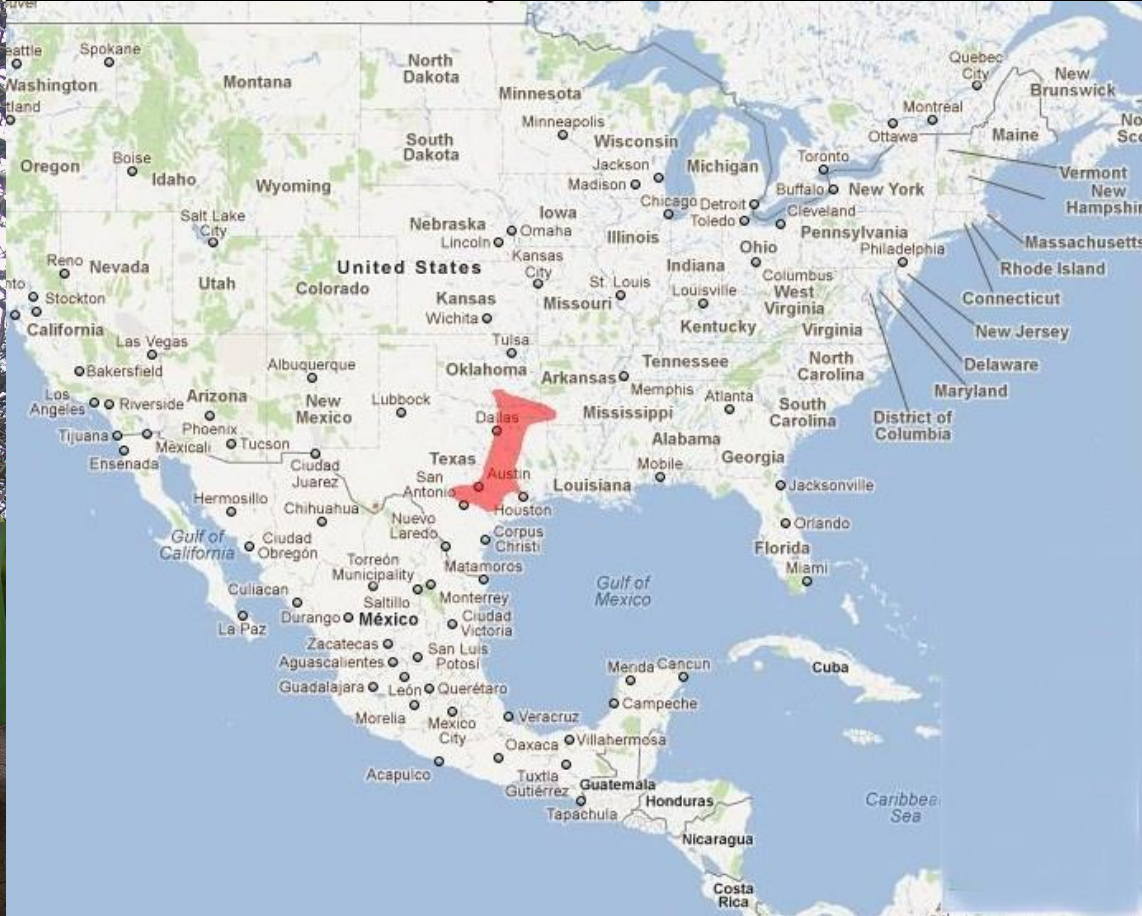 Spokane
Quebec
City
New
Brunswick
Montana
North
Dakota
Minnesota
Montreal
Minneapolis
Ottawa
Maine
Wisconsin
South
Dakota
Oregon
Boise
Idaho
Wyoming
Jackson
Madison
Michigan
Toronto
Buffalo
New York
Vermont
New
Chicago
Detroit
Toledo
Cleveland
Salt Lake
City
Nebraska
Lincoln
Omaha
Iowa
Illinois
Ohio
Pennsylvania
Philadelphia
Massachusetts
Rhode Island
Connecticut
New Jersey
Delaware
Maryland
District of
Columbia
Reno
Nevada
Utah
Colorado
United States
Kansas
City
Kansas
Wichita
St. Louis
Missouri
Indiana
Louisville
Columbus
West
Virginia
Kentucky
Virginia
Stockton
California
Las Vegas
Bakersfield
Los
Angeles
Riverside
Arizona
Phoenix
Tucson
Albuquerque
New
Mexico
Lubbock
Tulsa
Oklahoma
Arkansas
Memphis
Tennessee
North
Carolina
Atlanta
South
Carolina
Dallas
Mississippi
Alabama
Georgia
Tijuana
Mexicali
Ensenada
Ciudad
Juarez
Texas
San
Antonio
Austin
Houston
Louisiana
Mobile
Jacksonville
Orlando
Florida
Miami
Hermosillo
Chihuahua
Gulf of
California
Ciudad
Obregón
Nuevo
Laredo
Corpus
Christi
Torreón
Municipality
Matamoros
Gulf of
Mexico
Culiacan
Saltillo
Monterrey
La Paz
Durango
México
Ciudad
Victoria
Zacatecas
Aguascalientes
San Luis
Potosí
Guadalajara
León
Querétaro
Morelia
Mexico
City
Veracruz
Merida
Cancun
Campeche
Cuba
Acapulco
Oaxaca
Villahermosa
Tuxtla
Gutiérrez
Tapachula
Guatemala
Honduras
Nicaragua
Costa
Rica
Sea